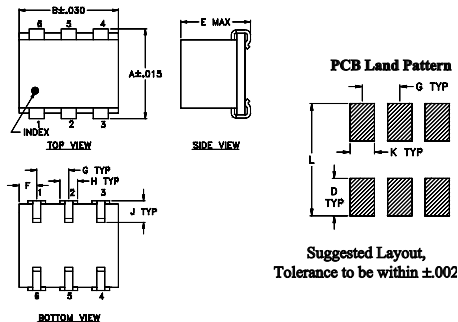 B±.030
6 5 4
A±.015
INDEX
1 2 3
TOP VIEW
E MAX
SIDE VIEW
PCB Land Pattern
G TYP
K TYP
L
D
TYP
Suggested Layout,
Tolerance to be within ±.002
G TYP
H TYP
F
1 2 3
J TYP
6 5 4
BOTTOM VIEW